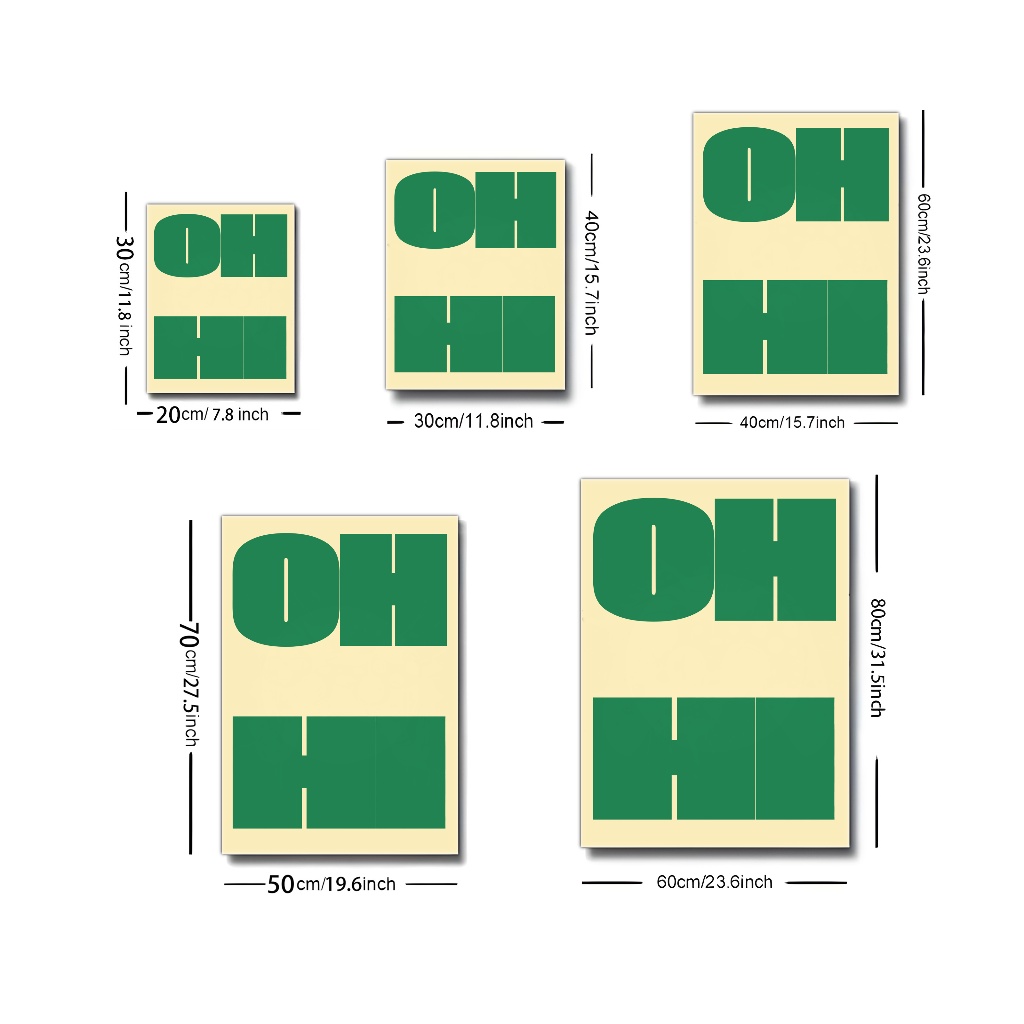 OH
HI
30cm/11.8 inch
20cm/ 7.8 inch
OH
HI
40cm/15.7inch
30cm/11.8inch
OH
HI
60cm/23.6inch
40cm/15.7inch
OH
HI
70cm/27.5inch
50cm/19.6inch
OH
HI
80cm/31.5inch
60cm/23.6inch